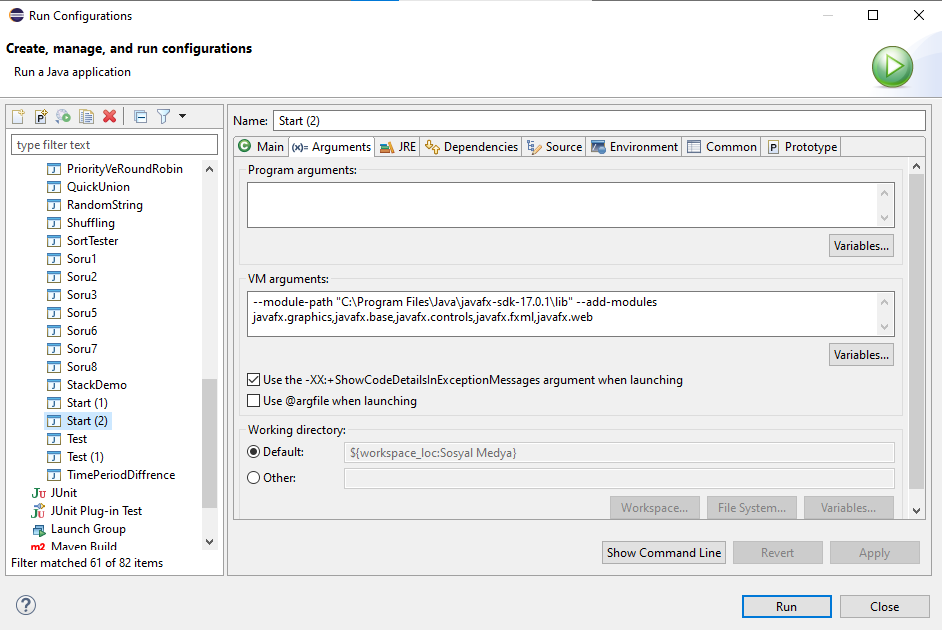 Run Configurations
Create, manage, and run configurations
Run a Java application
type filter text
PriorityVeRoundRobin
QuickUnion
RandomString
Shuffling
SortTester
Soru1
Soru2
Soru3
Soru5
Soru6
Soru7
Soru8
StackDemo
Start (1)
Start (2)
Test
Test (1)
TimePeriodDiffrence
JUnit
JUnit Plug-in Test
Launch Group
Maven Build
Filter matched 61 of 82 items
Name: Start (2)
Main (x)= Arguments JRE Dependencies Source Environment Common Prototype
Program arguments:
Variables...
VM arguments:
--module-path "C:\Program Files\Java\javafx-sdk-17.0.1\lib" --add-modules
javafx.graphics,javafx.base,javafx.controls,javafx.fxml,javafx.web
Variables...
Use the -XX:+ShowCodeDetailsInExceptionMessages argument when launching
Use @argfile when launching
Working directory:
Default: ${workspace_loc:Sosyal Medya}
Other:
Workspace... File System... Variables...
Show Command Line Revert Apply
Run Close